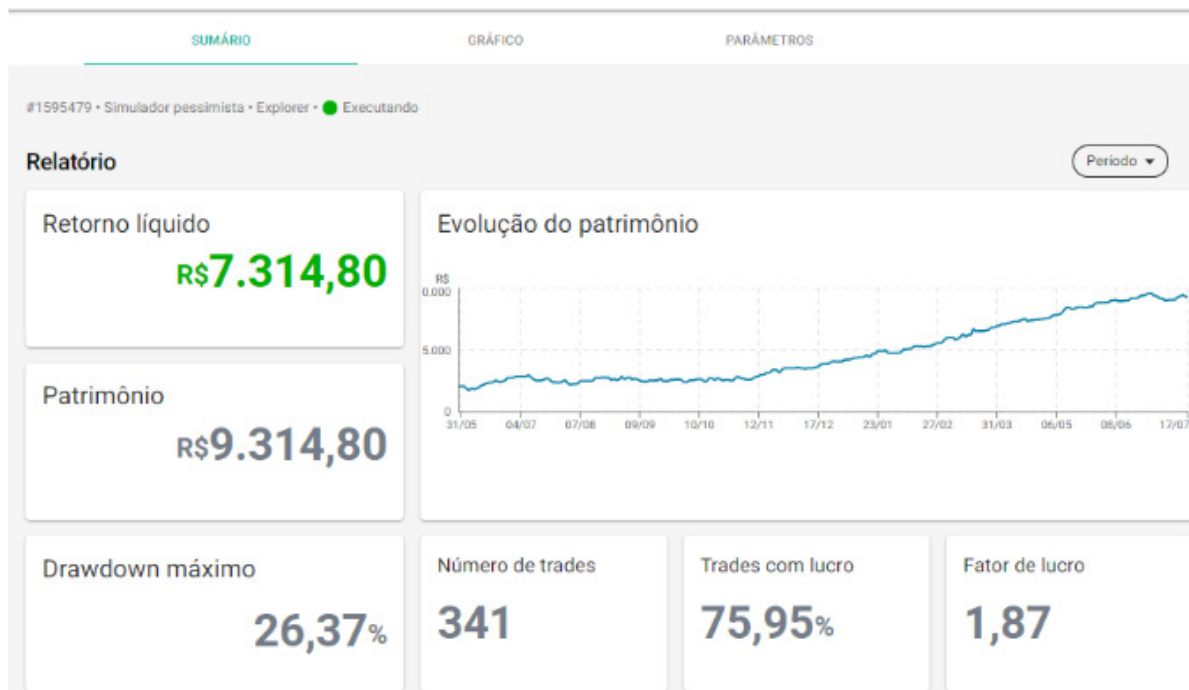 SUMÁRIO GRÁFICO PARÂMETROS
#1595479 • Simulador pessimista • Explorer • Executando
Relatório
Período
Retorno líquido
R$7.314,80
Patrimônio
R$9.314,80
Evolução do patrimônio
R$
0.000
5.000
0
31/05 04/07 07/08 09/09 10/10 12/11 17/12 23/01 27/02 31/03 06/05 08/06 17/07
Drawdown máximo
26,37%
Número de trades
341
Trades com lucro
75,95%
Fator de lucro
1,87